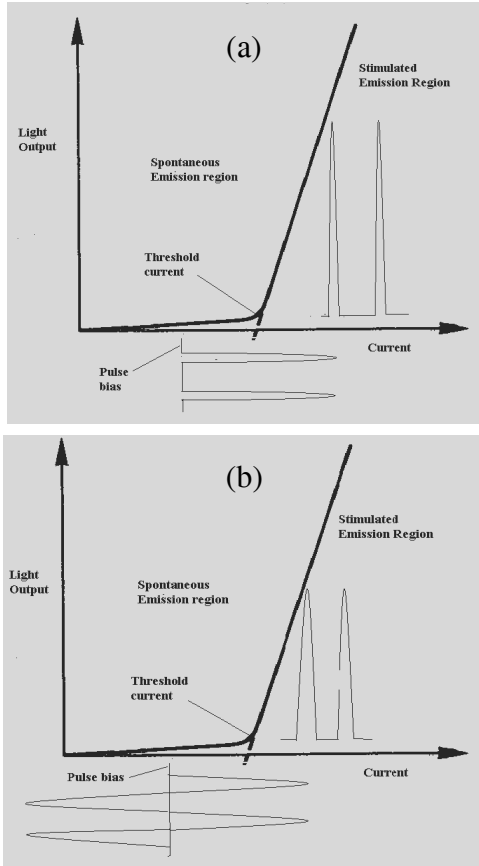 (a)
Stimulated
Emission Region
Light
Output
Spontaneous
Emission region
Threshold
current
Pulse
bias
Current
(b)
Stimulated
Emission Region
Light
Output
Spontaneous
Emission region
Threshold
current
Pulse bias
Current